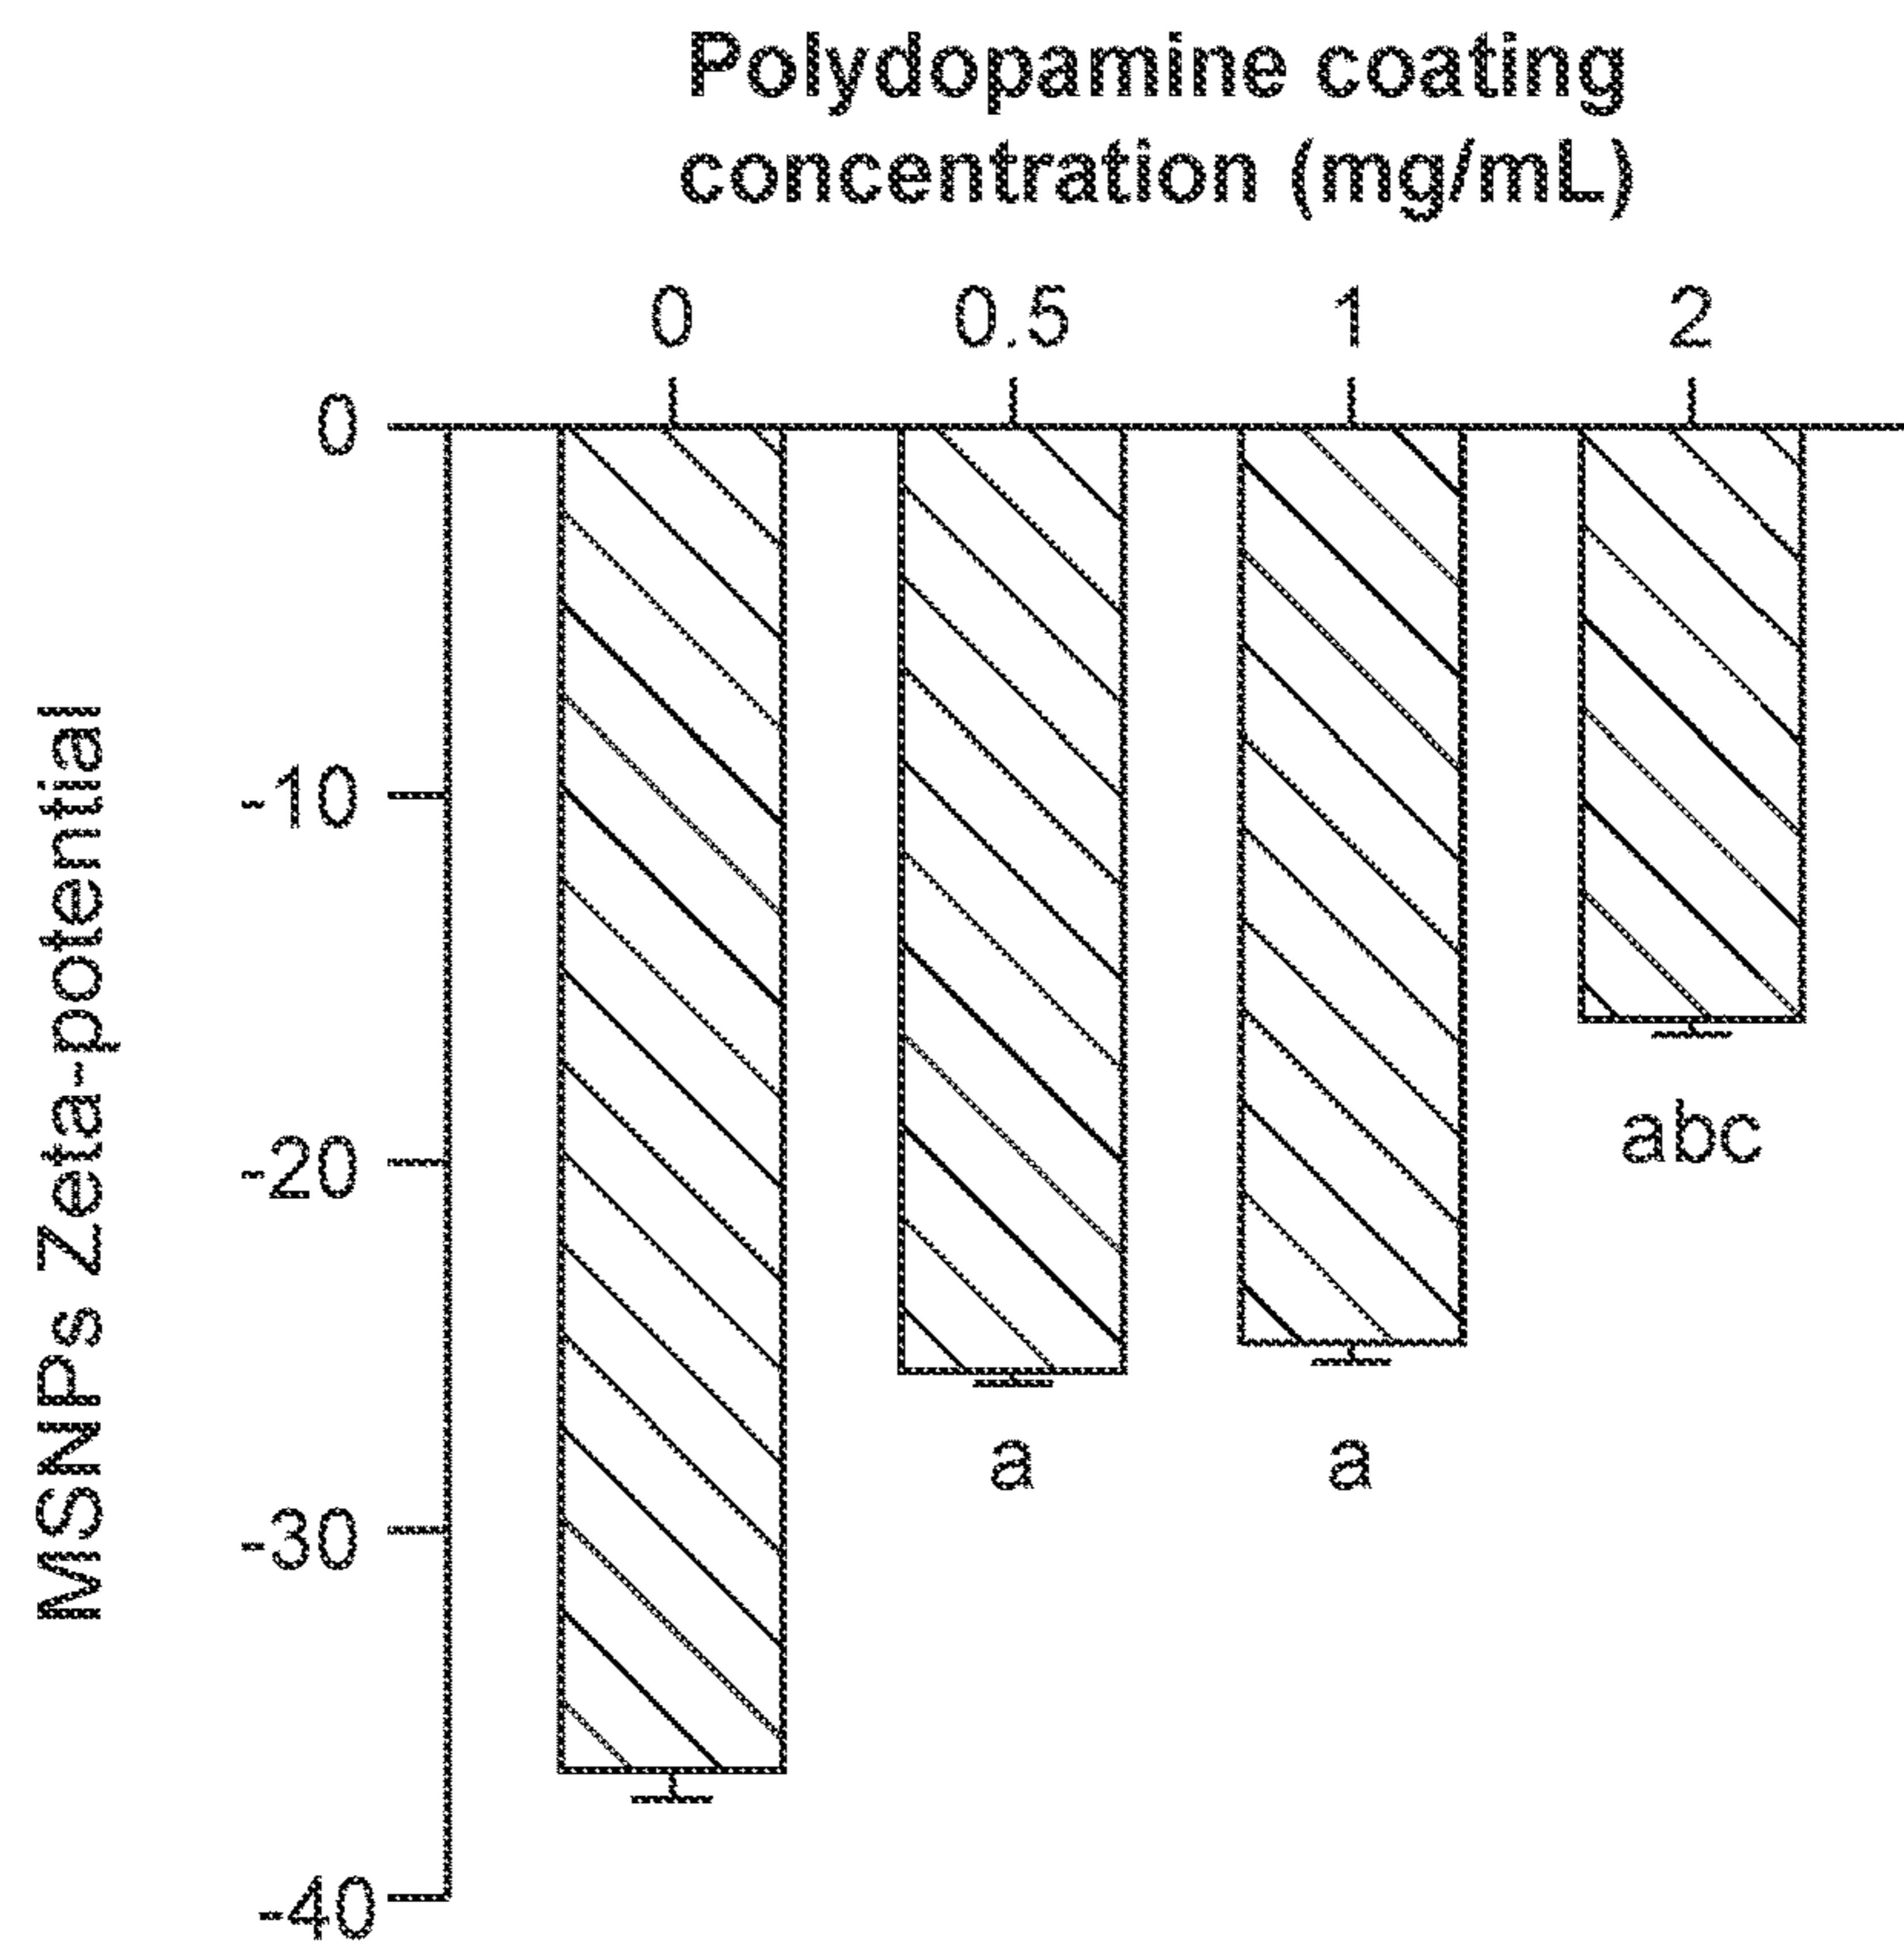 Polydopamine coating
concentration (mg/mL)
0 0.5 1 2
0
-10
-20
-30
-40
MSNPs Zeta-potential
a
a
abc